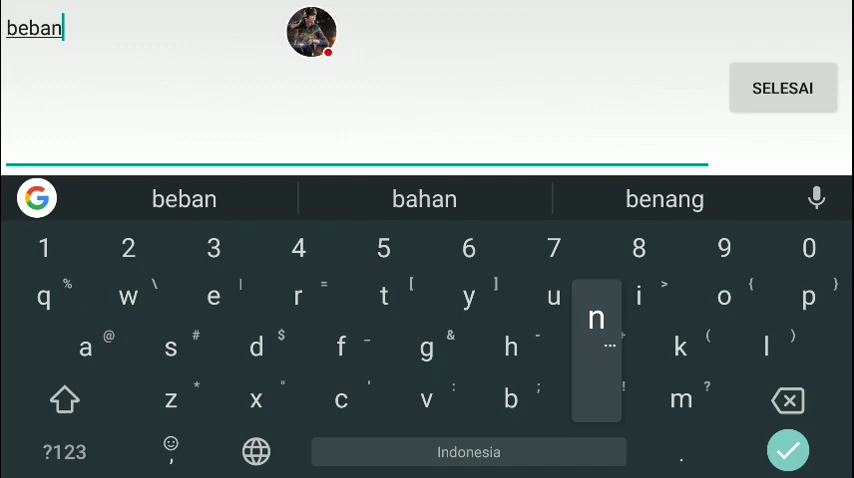 beban
SELESAI
G beban bahan benang
1 2 3 4 5 6 7 8 9 0
q % w \ e | r = t [ y ] u i > o { p }
a @ s # d $ f _ g & h - n ... + k ( l )
z * x " c ' v : b ; ! m ?
?123 , Indonesia .